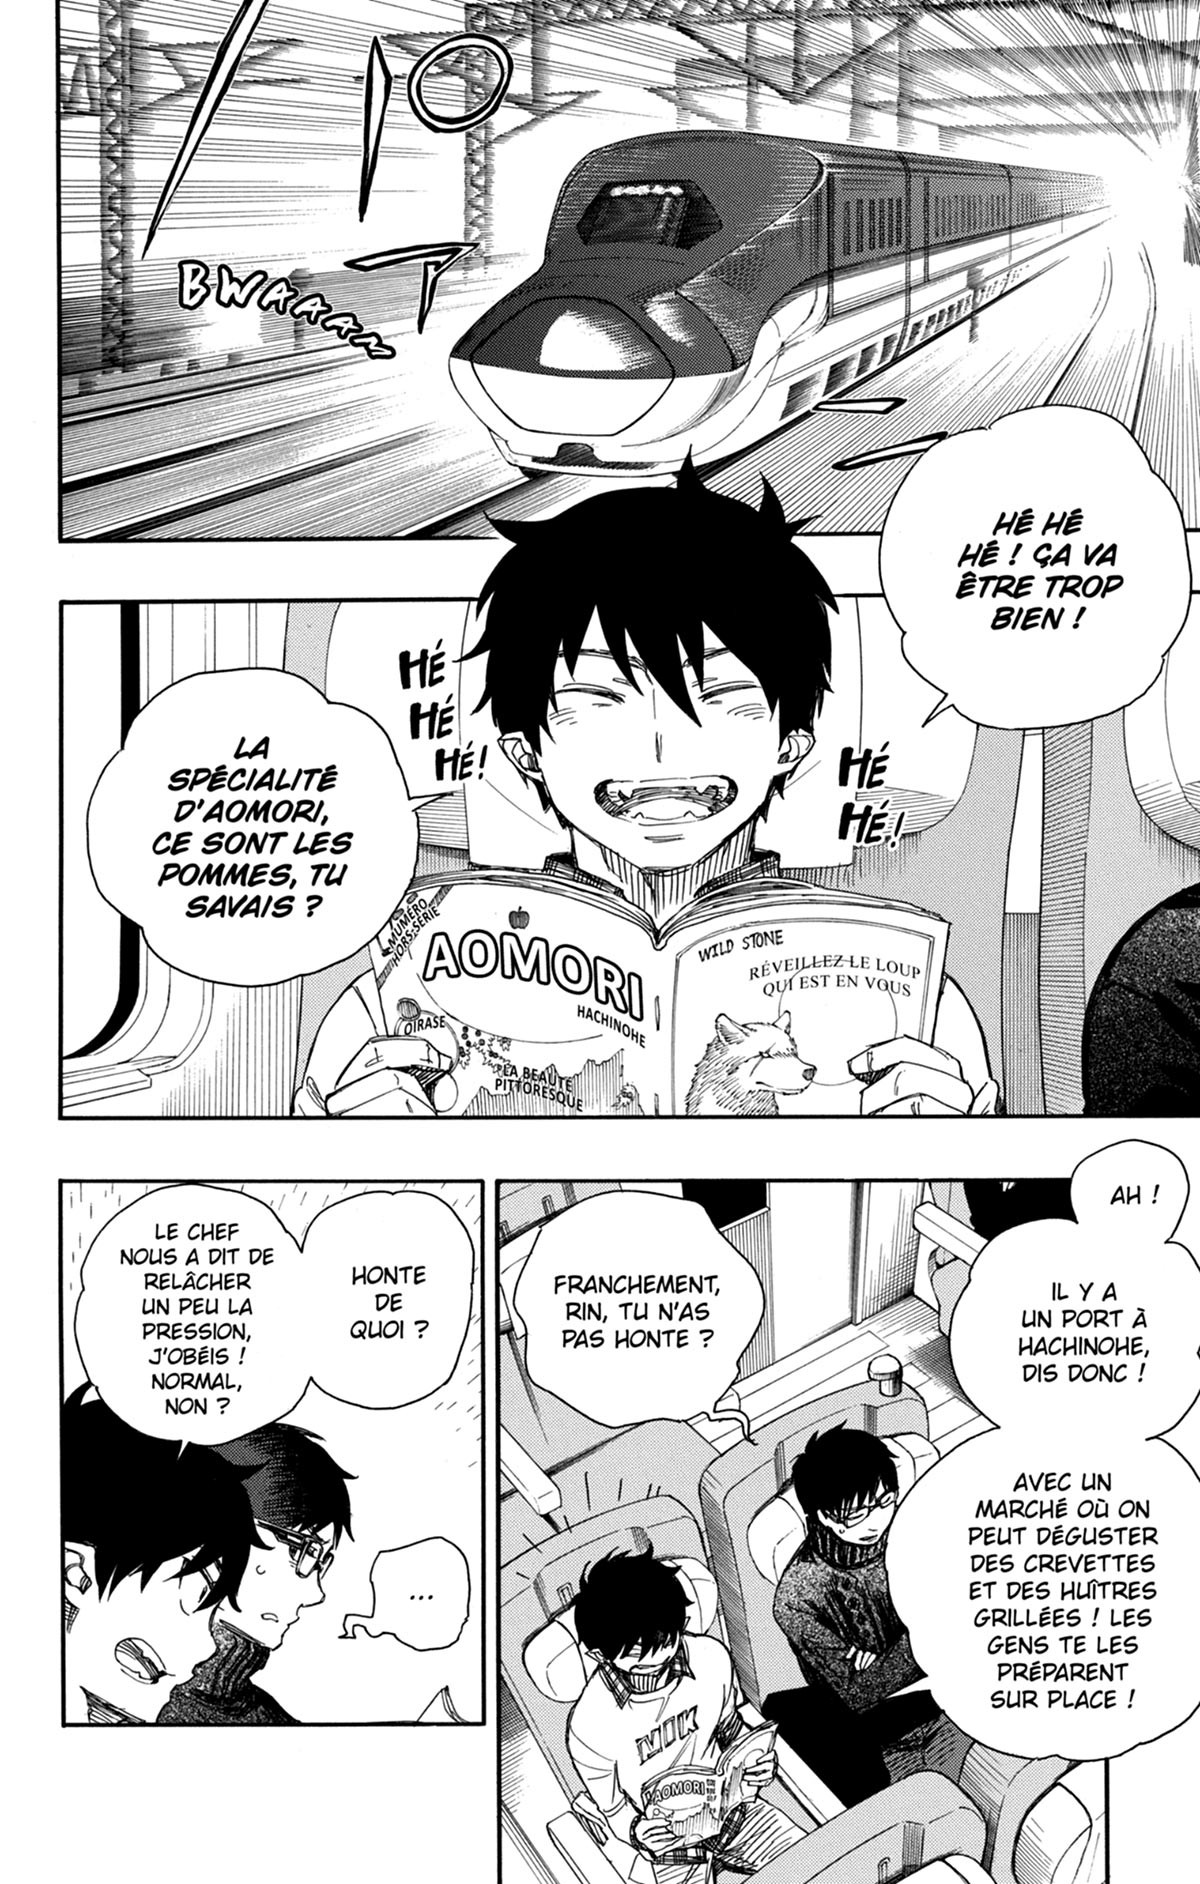 BWAAAM
HÉ HÉ
HÉ ! ÇA VA
ÊTRE TROP
BIEN !
HÉ
HÉ !
HÉ
HÉ
HÉ !
LA
SPÉCIALITÉ
D'AOMORI,
CE SONT LES
POMMES, TU
SAVAIS ?
NUMÉRO
HORS-SÉRIE
AOMORI
HACHINOHE
OIRASE
LA BEAUTÉ
PITTORESQUE
WILD STONE
RÉVEILLEZ LE LOUP
QUI EST EN VOUS
AH !
IL Y A
UN PORT À
HACHINOHE,
DIS DONC !
AVEC UN
MARCHÉ OÙ ON
PEUT DÉGUSTER
DES CREVETTES
ET DES HUÎTRES
GRILLÉES ! LES
GENS TE LES
PRÉPARENT
SUR PLACE !
FRANCHEMENT,
RIN, TU N'AS
PAS HONTE ?
AOMORI
HONTE
DE
QUOI ?
LE CHEF
NOUS A DIT DE
RELÂCHER
UN PEU LA
PRESSION,
J'OBÉIS !
NORMAL,
NON ?
...